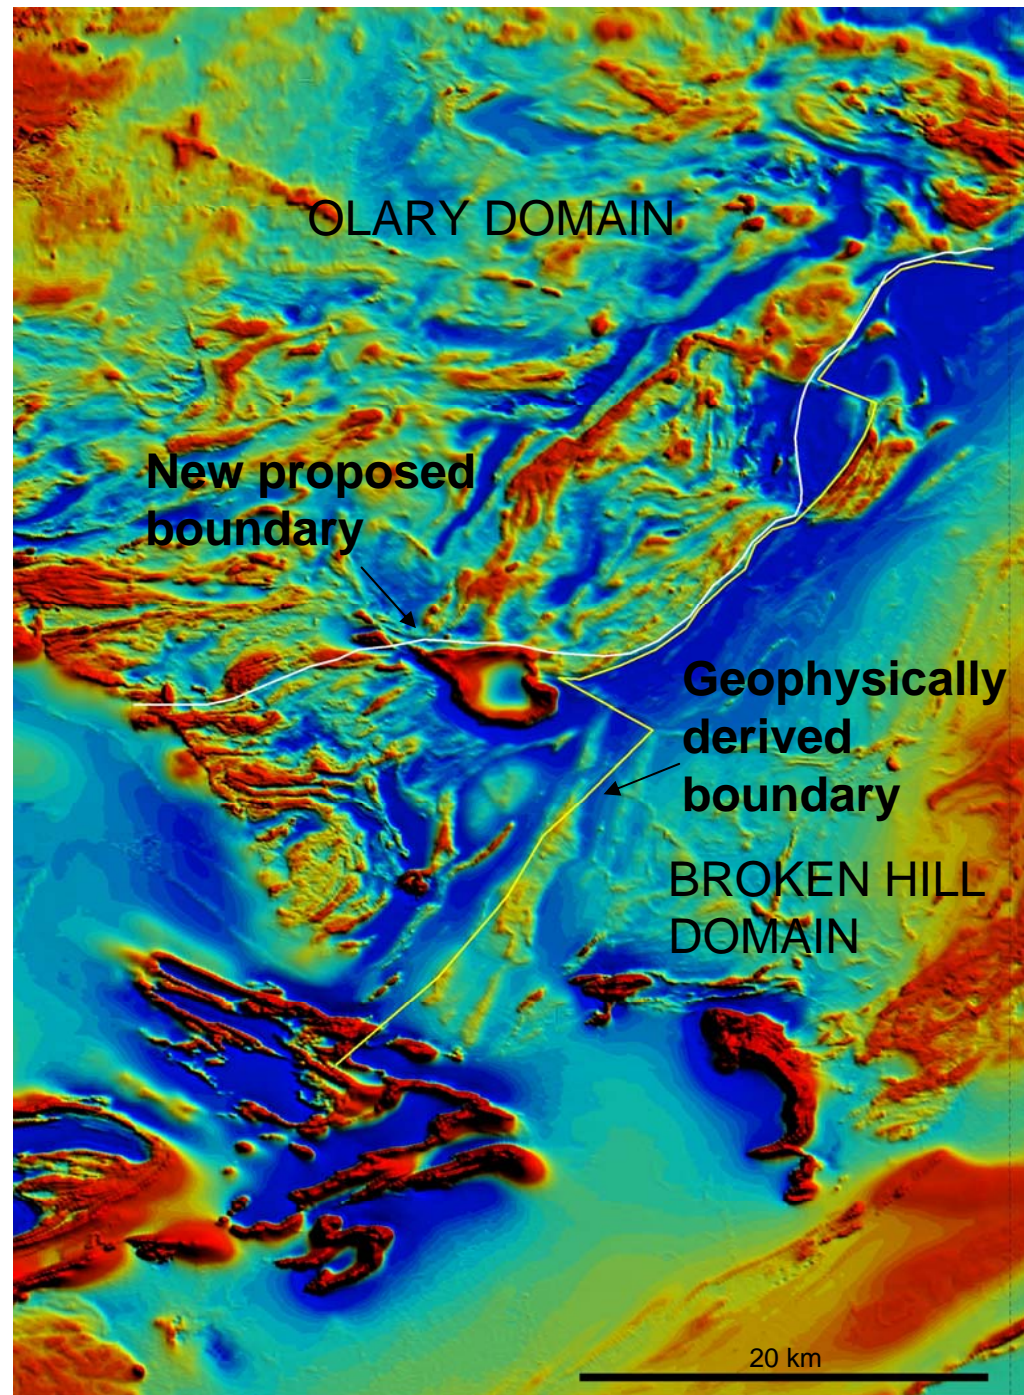 OLARY DOMAIN
New proposed
boundary
Geophysically
derived
boundary
BROKEN HILL
DOMAIN
20 km